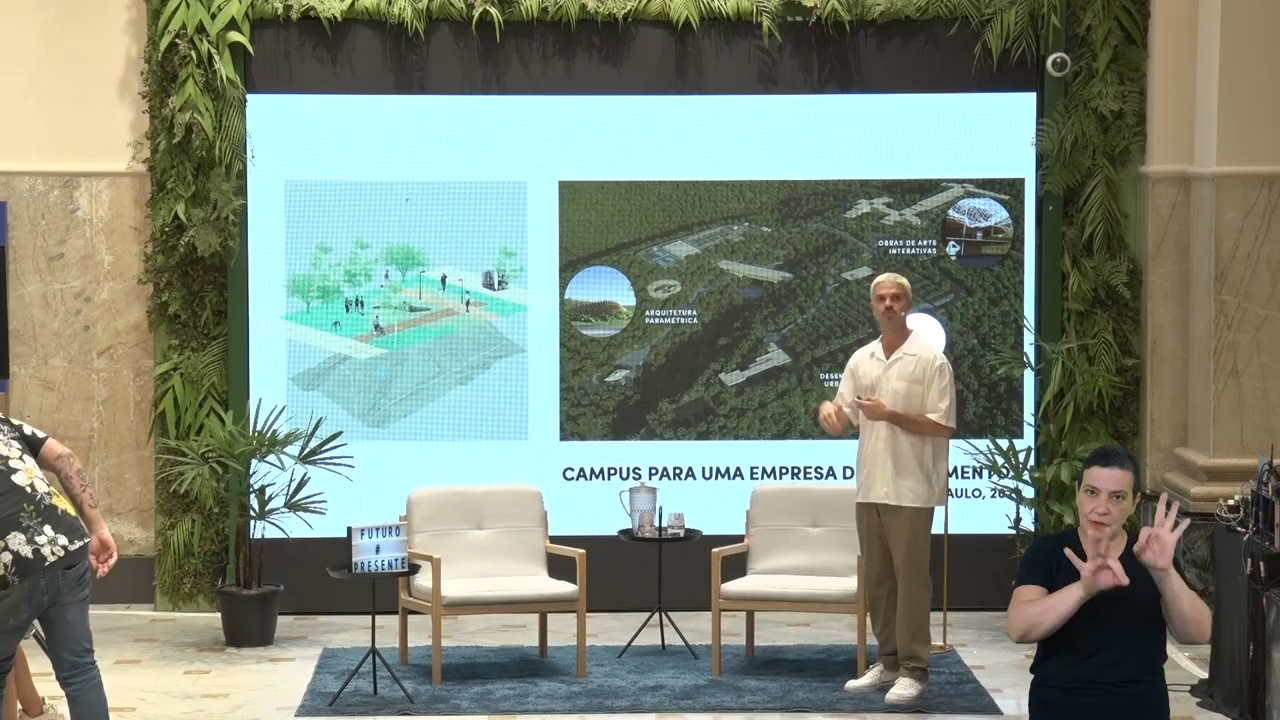 OBRAS DE ARTE
INTERATIVAS
ARQUITETURA
PARAMÉTRICA
CAMPUS PARA UMA EMPRESA
FUTURO
#
PRESENTE